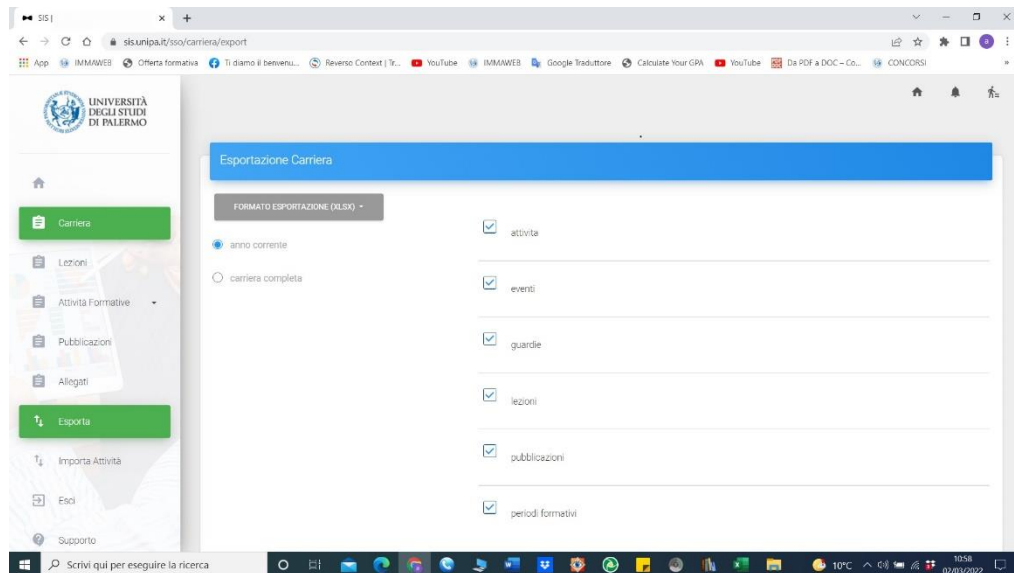 SIS |
sis.unipa.it/sso/carriera/export
App IMMAWEB Offerta formativa Ti diamo il benvenu... Reverso Context | Tr... YouTube IMMAWEB Google Traduttore Calculate Your GPA YouTube Da PDF a DOC – Co... CONCORSI »
UNIVERSITÀ
DEGLI STUDI
DI PALERMO
Esportazione Carriera
FORMATO ESPORTAZIONE (XLSX)
anno corrente
carriera completa
attivita
eventi
guardie
lezioni
pubblicazioni
periodi formativi
Carriera
Lezioni
Attività Formative
Pubblicazioni
Allegati
Esporta
Importa Attività
Esci
Supporto
Scrivi qui per eseguire la ricerca
10°C
10:58
02/03/2022